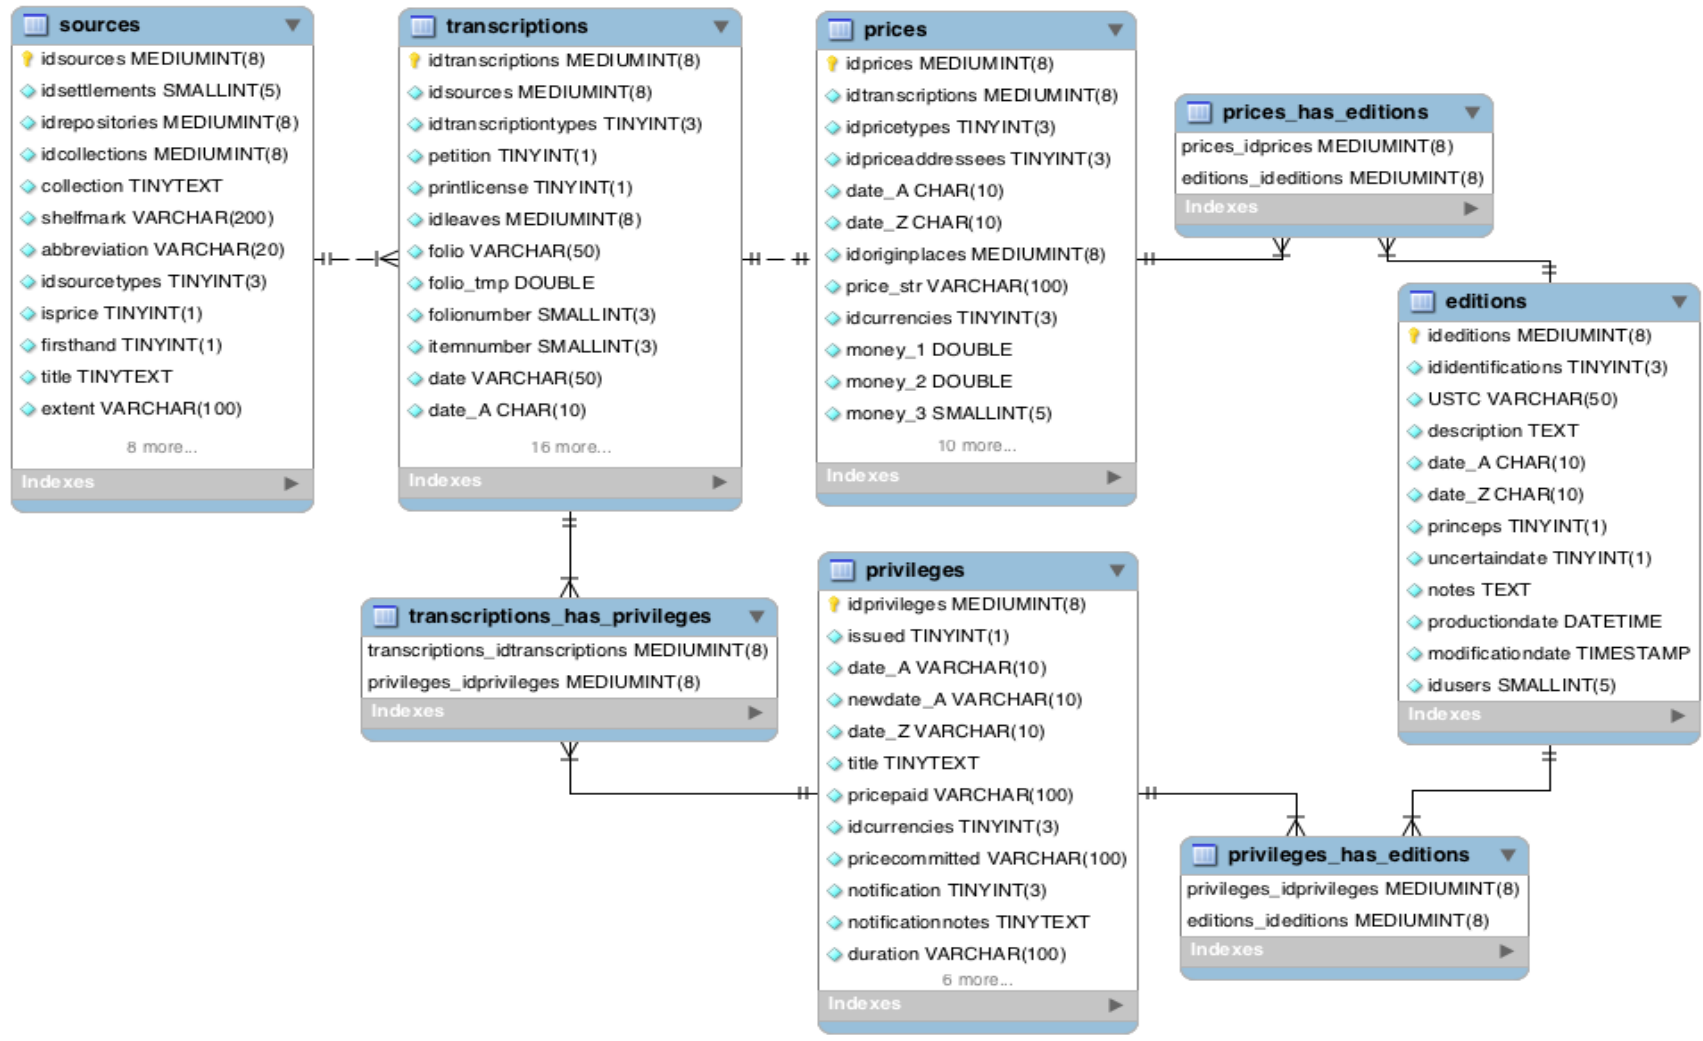 sources
idsources MEDIUMINT(8)
idsettlements SMALLINT(5)
idrepositories MEDIUMINT(8)
idcollections MEDIUMINT(8)
collection TINYTEXT
shelfmark VARCHAR(200)
abbreviation VARCHAR(20)
idsourcetypes TINYINT(3)
isprice TINYINT(1)
firsthand TINYINT(1)
title TINYTEXT
extent VARCHAR(100)
8 more...
Indexes
transcriptions
idtranscriptions MEDIUMINT(8)
idsources MEDIUMINT(8)
idtranscriptiontypes TINYINT(3)
petition TINYINT(1)
printlicense TINYINT(1)
idleaves MEDIUMINT(8)
folio VARCHAR(50)
folio_tmp DOUBLE
folionumber SMALLINT(3)
itemnumber SMALLINT(3)
date VARCHAR(50)
date_A CHAR(10)
16 more...
Indexes
prices
idprices MEDIUMINT(8)
idtranscriptions MEDIUMINT(8)
idpricetypes TINYINT(3)
idpriceaddressees TINYINT(3)
date_A CHAR(10)
date_Z CHAR(10)
idoriginplaces MEDIUMINT(8)
price_str VARCHAR(100)
idcurrencies TINYINT(3)
money_1 DOUBLE
money_2 DOUBLE
money_3 SMALLINT(5)
10 more...
Indexes
prices_has_editions
prices_idprices MEDIUMINT(8)
editions_ideditions MEDIUMINT(8)
Indexes
editions
ideditions MEDIUMINT(8)
ididentifications TINYINT(3)
USTC VARCHAR(50)
description TEXT
date_A CHAR(10)
date_Z CHAR(10)
princeps TINYINT(1)
uncertaindate TINYINT(1)
notes TEXT
productiondate DATETIME
modificationdate TIMESTAMP
idusers SMALLINT(5)
Indexes
transcriptions_has_privileges
transcriptions_idtranscriptions MEDIUMINT(8)
privileges_idprivileges MEDIUMINT(8)
Indexes
privileges
idprivileges MEDIUMINT(8)
issued TINYINT(1)
date_A VARCHAR(10)
newdate_A VARCHAR(10)
date_Z VARCHAR(10)
title TINYTEXT
pricepaid VARCHAR(100)
idcurrencies TINYINT(3)
pricecommitted VARCHAR(100)
notification TINYINT(3)
notificationnotes TINYTEXT
duration VARCHAR(100)
6 more...
Indexes
privileges_has_editions
privileges_idprivileges MEDIUMINT(8)
editions_ideditions MEDIUMINT(8)
Indexes